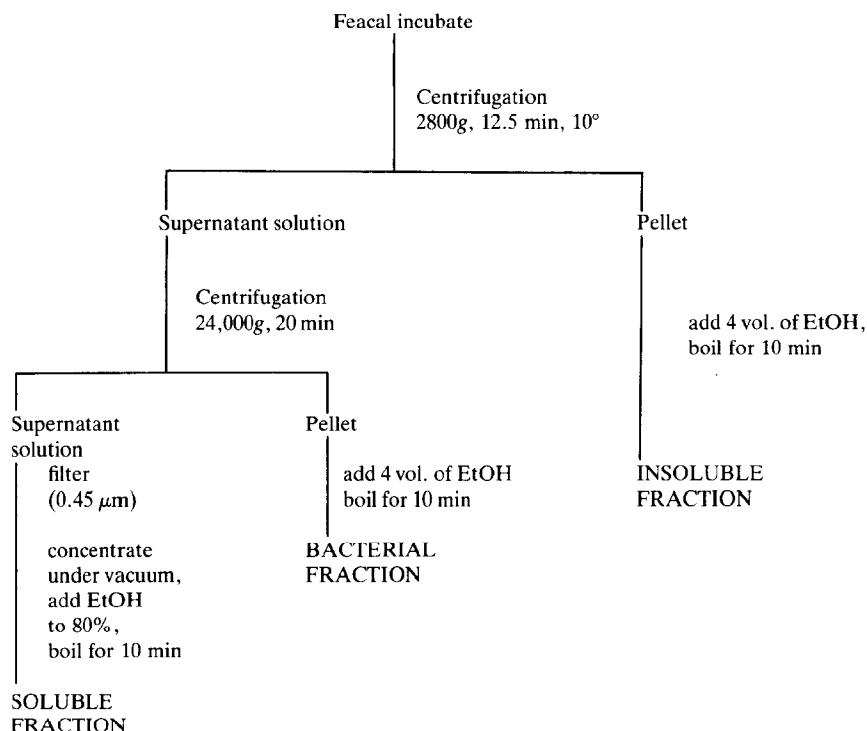 Feacal incubate
Centrifugation
2800g, 12.5 min, 10°
Supernatant solution
Pellet
Centrifugation
24,000g, 20 min
add 4 vol. of EtOH,
boil for 10 min
Supernatant
solution
filter
(0.45 μm)
concentrate
under vacuum,
add EtOH
to 80%,
boil for 10 min
SOLUBLE
FRACTION
Pellet
add 4 vol. of EtOH
boil for 10 min
BACTERIAL
FRACTION
INSOLUBLE
FRACTION